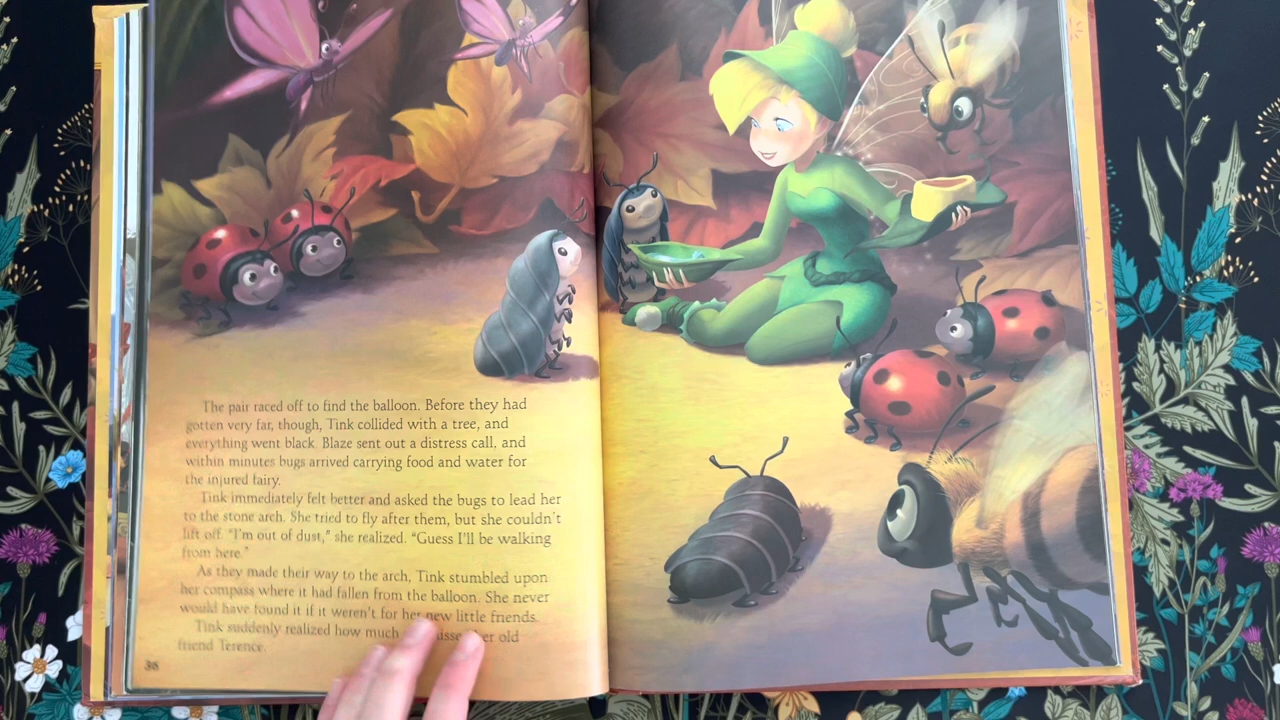 The pair raced off to find the balloon. Before they had
gotten very far, though, Tink collided with a tree, and
everything went black. Blaze sent out a distress call, and
within minutes bugs arrived carrying food and water for
the injured fairy.
Tink immediately felt better and asked the bugs to lead her
to the stone arch. She tried to fly after them, but she couldn't
lift off. "I'm out of dust," she realized. "Guess I'll be walking
from here."
As they made their way to the arch, Tink stumbled upon
her compass where it had fallen from the balloon. She never
would have found it if it weren't for her new little friends.
Tink suddenly realized how much old
friend Terence.
36